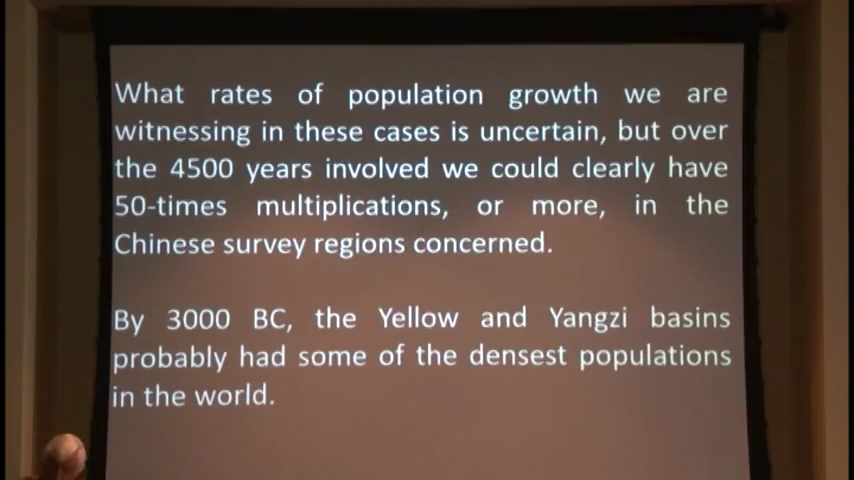 What rates of population growth we are
witnessing in these cases is uncertain, but over
the 4500 years involved we could clearly have
50-times multiplications, or more, in the
Chinese survey regions concerned.
By 3000 BC, the Yellow and Yangzi basins
probably had some of the densest populations
in the world.